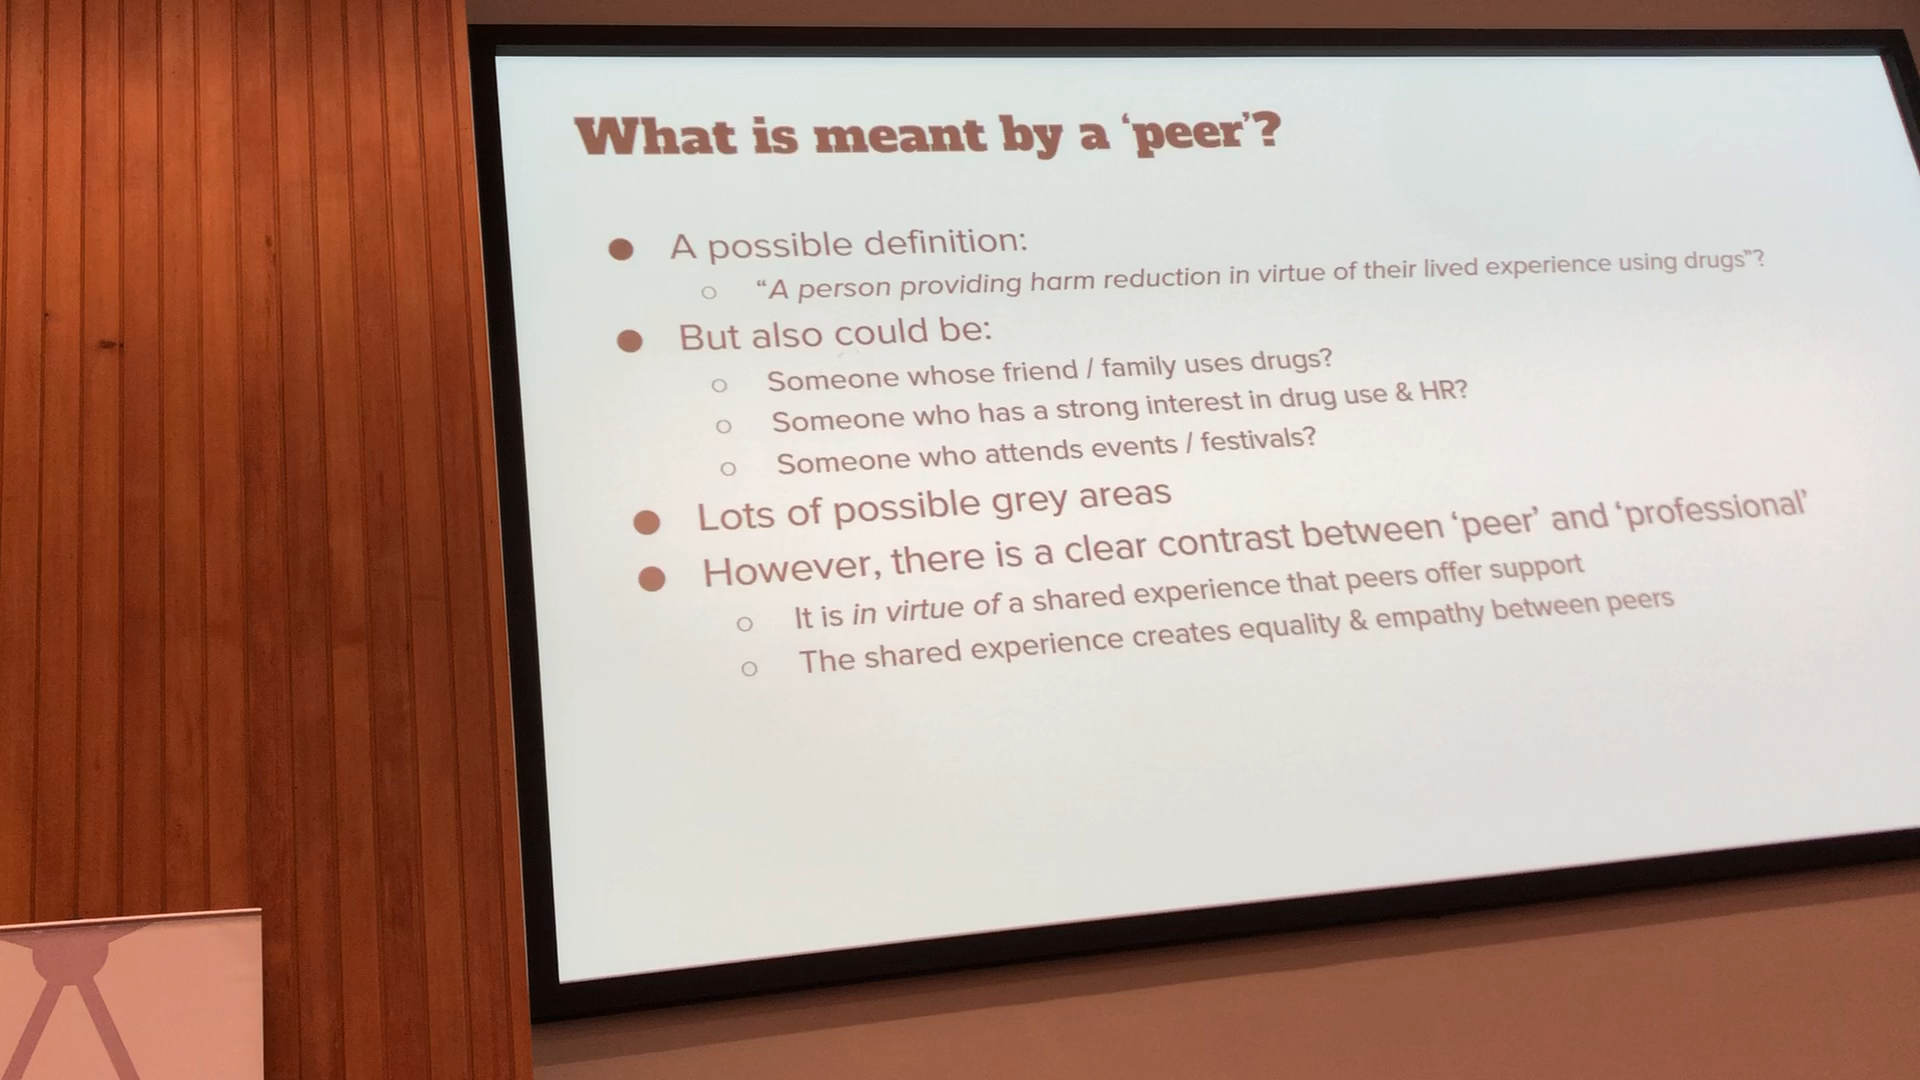 What is meant by a ‘peer’?
● A possible definition:
○ “A person providing harm reduction in virtue of their lived experience using drugs”?
● But also could be:
○ Someone whose friend / family uses drugs?
○ Someone who has a strong interest in drug use & HR?
○ Someone who attends events / festivals?
● Lots of possible grey areas
● However, there is a clear contrast between ‘peer’ and ‘professional’
○ It is in virtue of a shared experience that peers offer support
○ The shared experience creates equality & empathy between peers